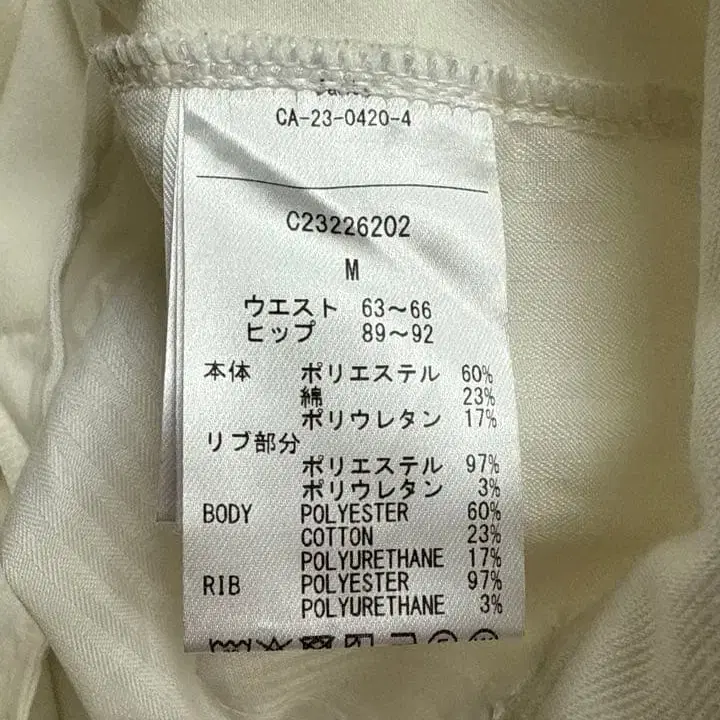 CA-23-0420-4
C23226202
M
ウエスト 63～66
ヒップ 89～92
本体 ポリエステル 60%
綿 23%
ポリウレタン 17%
リブ部分
ポリエステル 97%
ポリウレタン 3%
BODY POLYESTER 60%
COTTON 23%
POLYURETHANE 17%
RIB POLYESTER 97%
POLYURETHANE 3%